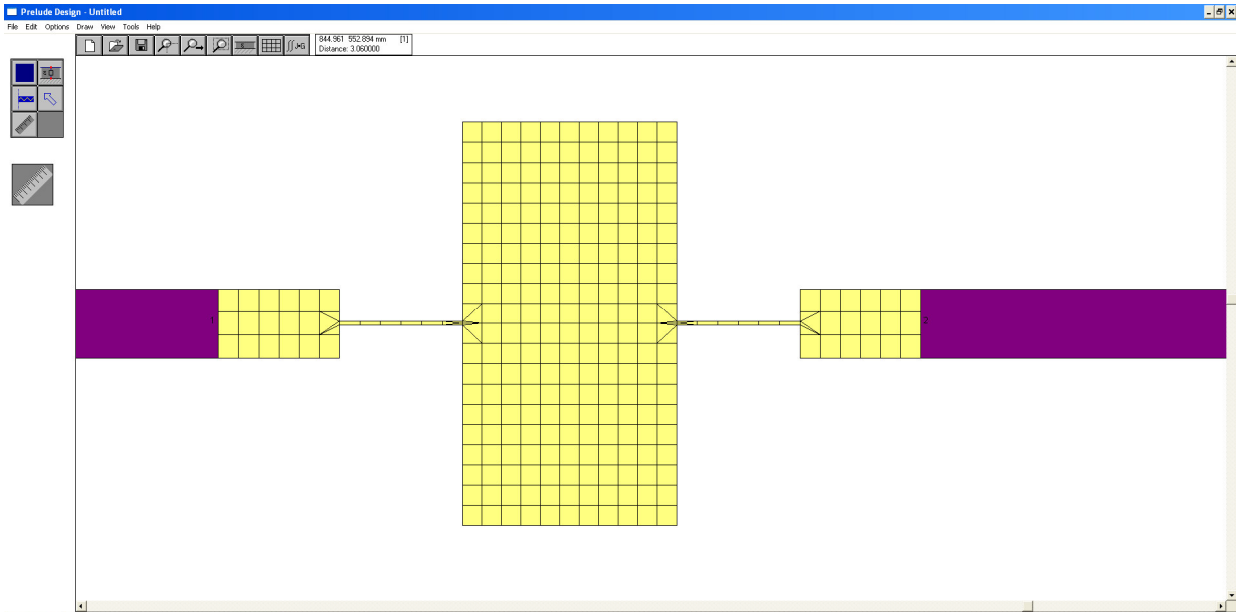 Prelude Design - Untitled
File Edit Options Draw View Tools Help
844.961 552.894 mm [1]
Distance: 3.060000
1
2